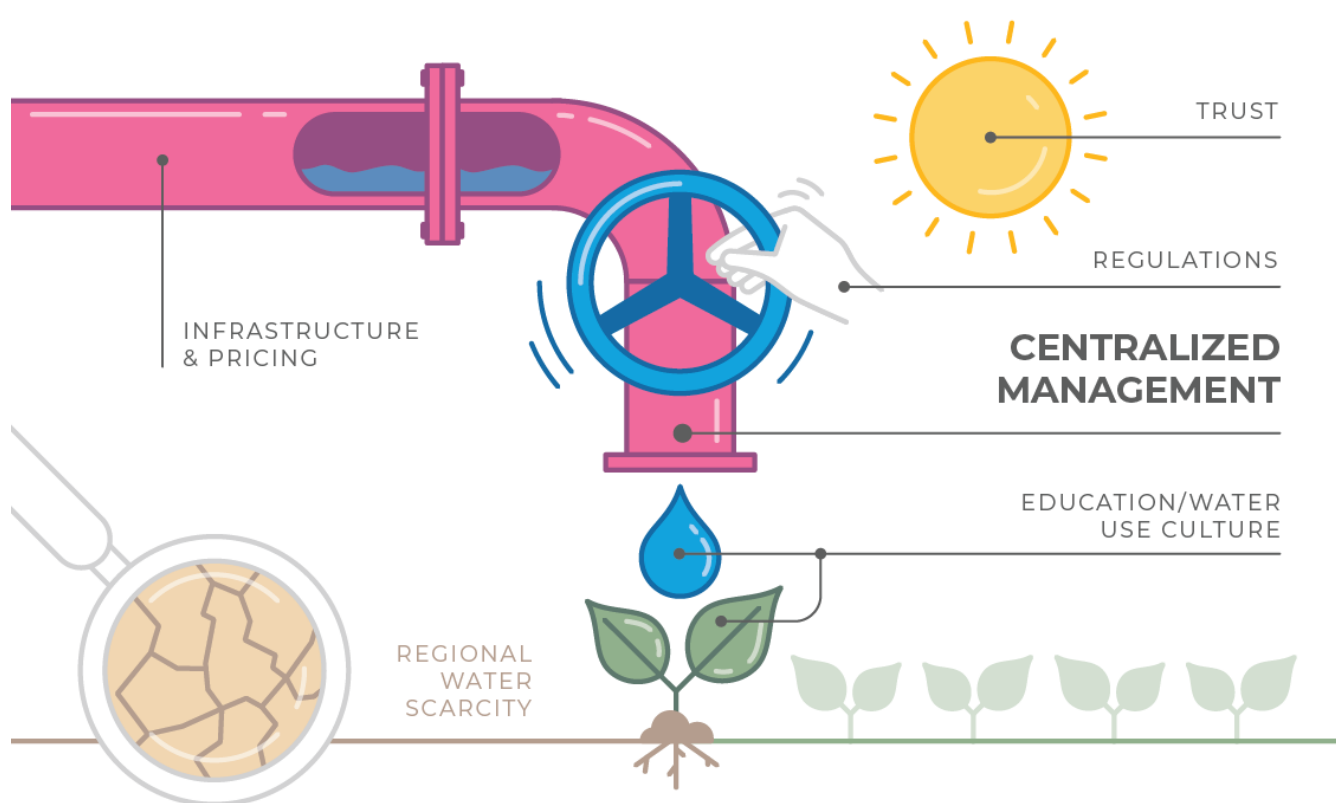 TRUST
REGULATIONS
INFRASTRUCTURE
& PRICING
CENTRALIZED
MANAGEMENT
EDUCATION/WATER
USE CULTURE
REGIONAL
WATER
SCARCITY